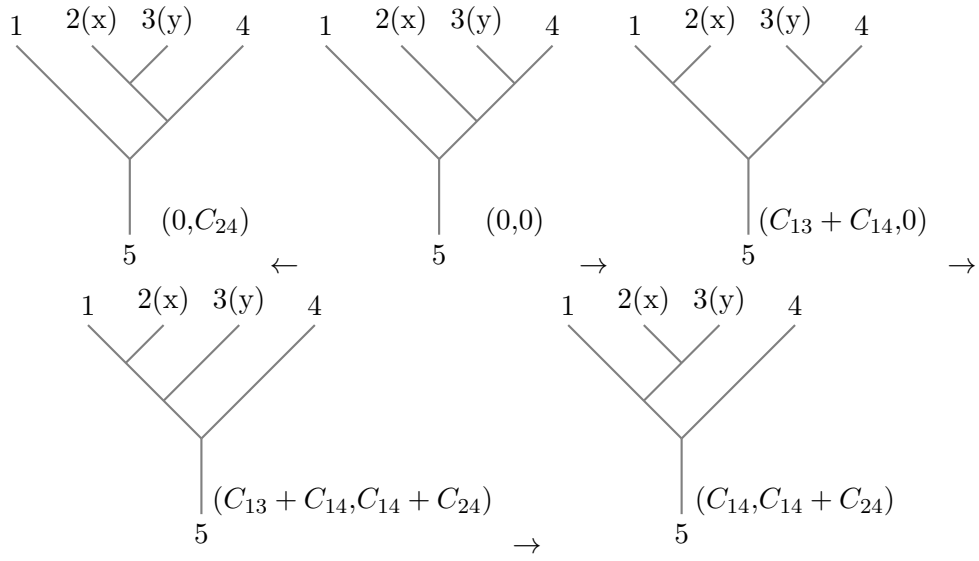 1 2(x) 3(y) 4 1 2(x) 3(y) 4 1 2(x) 3(y) 4
(0,C₂₄) (0,0) (C₁₃ + C₁₄,0)
5 ← 5 → 5 →
1 2(x) 3(y) 4 1 2(x) 3(y) 4
(C₁₃ + C₁₄,C₁₄ + C₂₄) (C₁₄,C₁₄ + C₂₄)
5 → 5